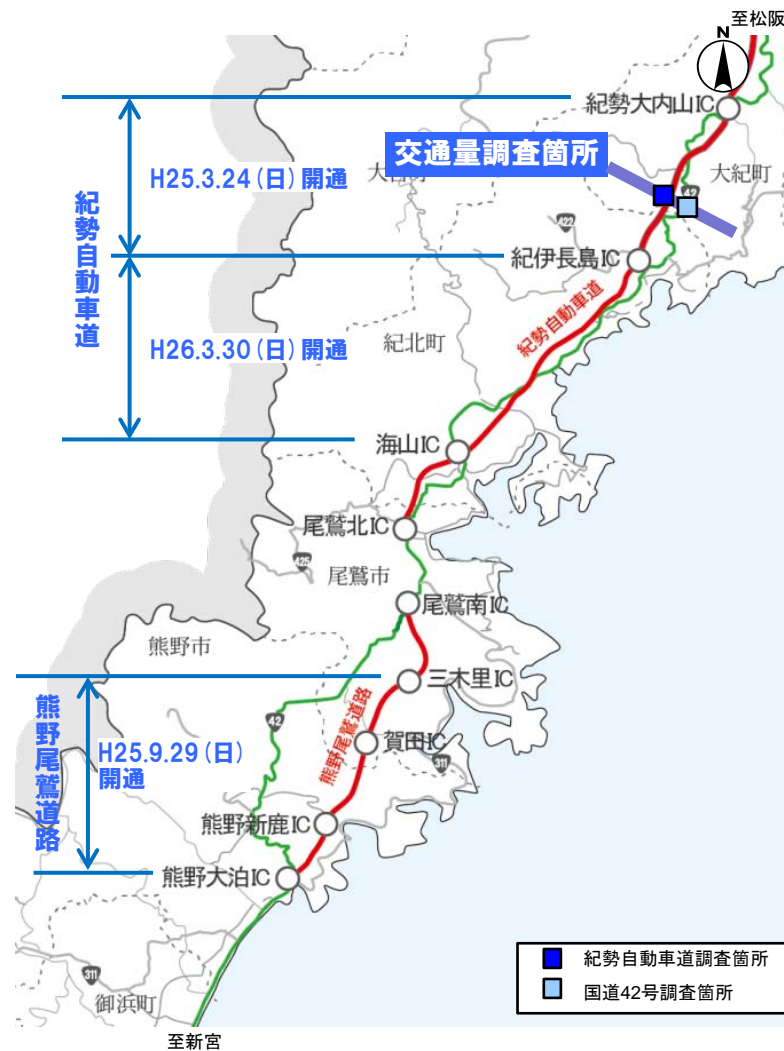 至松阪
N
紀勢大内山IC
交通量調査箇所
H25.3.24(日)開通
大紀町
42
422
紀伊長島IC
紀勢自動車道
紀勢自動車道
H26.3.30(日)開通
紀北町
海山IC
尾鷲北IC
425
尾鷲市
尾鷲南IC
熊野市
三木里IC
熊野尾鷲道路
H25.9.29(日)
開通
42
熊野尾鷲道路
賀田IC
311
熊野新鹿IC
熊野大泊IC
紀勢自動車道調査箇所
国道42号調査箇所
311
御浜町
至新宮